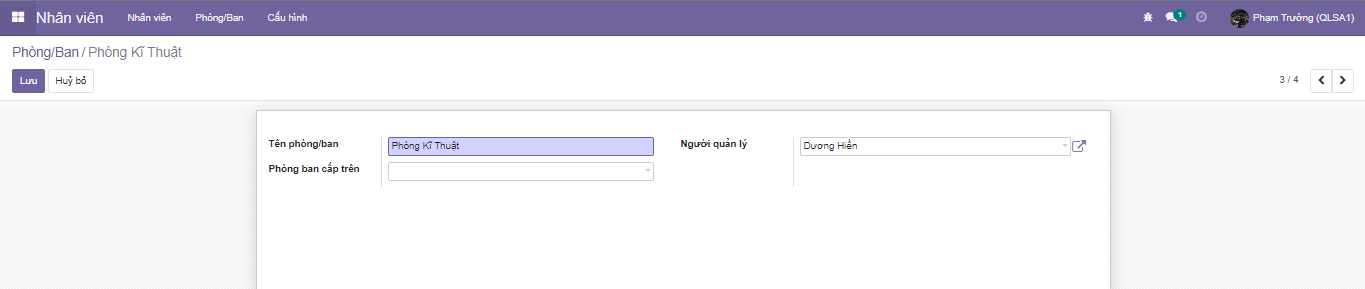 Nhân viên Nhân viên Phòng/Ban Cấu hình 1 Phạm Trưởng (QLSA1)
Phòng/Ban / Phòng Kĩ Thuật
Lưu Huỷ bỏ 3 / 4
Tên phòng/ban Phòng Kĩ Thuật Người quản lý Dương Hiển
Phòng ban cấp trên